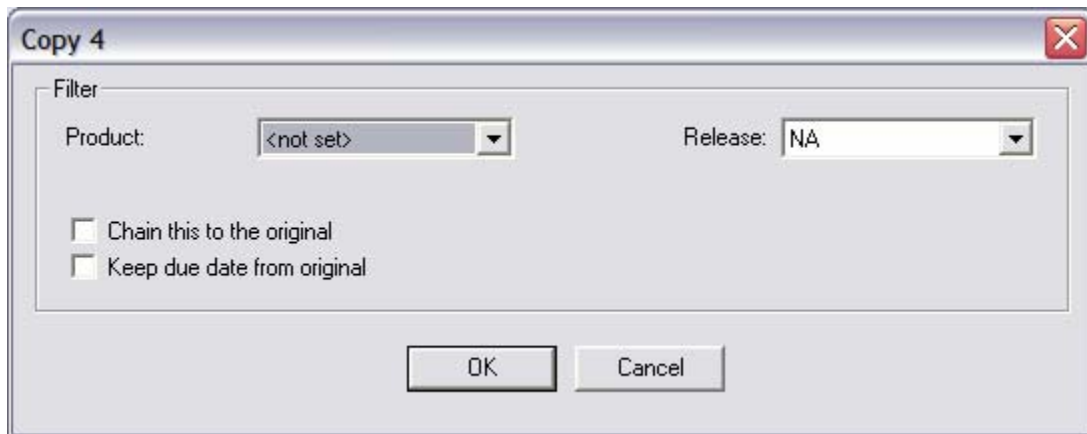 Copy 4
Filter
Product: <not set> Release: NA
Chain this to the original
Keep due date from original
OK Cancel